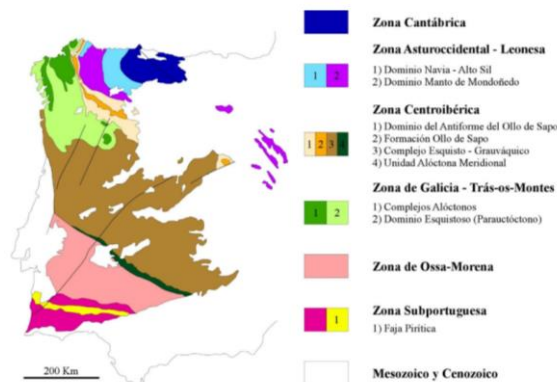 Zona Cantábrica
Zona Asturoccidental - Leonesa
1 2
1) Dominio Navia - Alto Sil
2) Dominio Manto de Mondoñedo
Zona Centroibérica
1 2 3 4
1) Dominio del Antiforme del Ollo de Sapo
2) Formación Ollo de Sapo
3) Complejo Esquisto - Grauváquico
4) Unidad Alóctona Meridional
Zona de Galicia - Trás-os-Montes
1 2
1) Complejos Alóctonos
2) Dominio Esquistoso (Parautóctono)
Zona de Ossa-Morena
Zona Subportuguesa
1
1) Faja Pirítica
Mesozoico y Cenozoico
200 Km